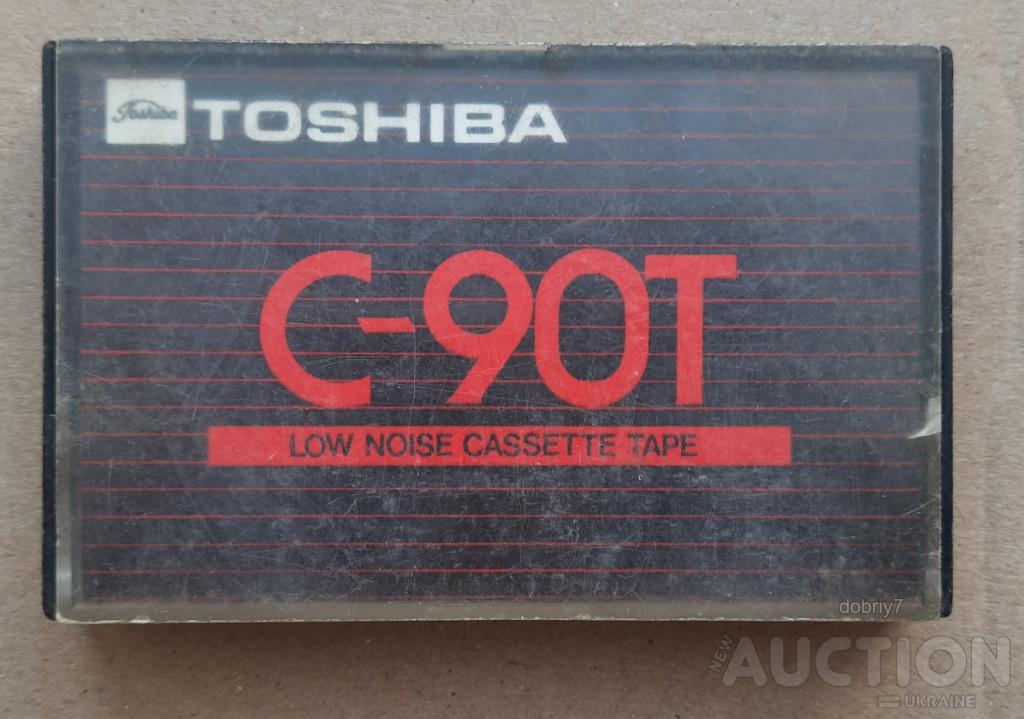 Toshiba TOSHIBA
C-90T
LOW NOISE CASSETTE TAPE
dobriy7
NEW AUCTION
UKRAINE